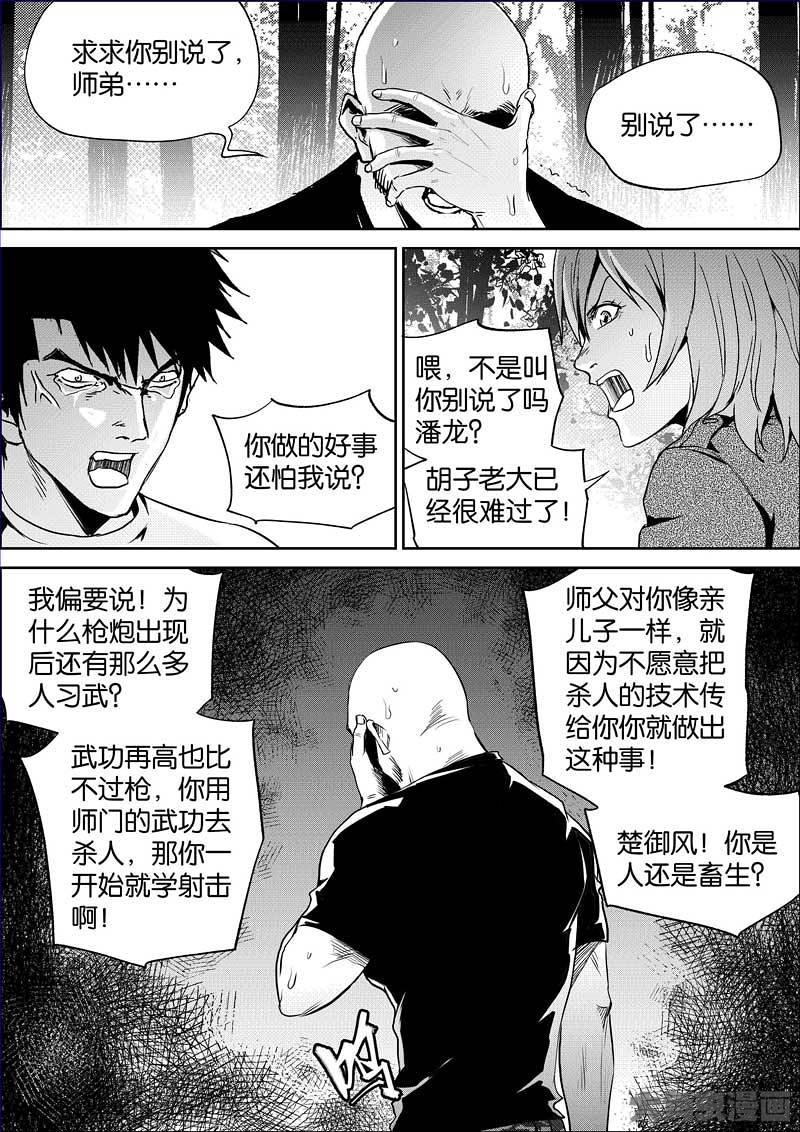 求求你别说了，
师弟……
别说了……
你做的好事
还怕我说？
喂，不是叫
你别说了吗
潘龙？
胡子老大已
经很难过了！
我偏要说！为
什么枪炮出现
后还有那么多
人习武？
武功再高也比
不过枪，你用
师门的武功去
杀人，那你一
开始就学射击
啊！
师父对你像亲
儿子一样，就
因为不愿意把
杀人的技术传
给你你就做出
这种事！
楚御风！你是
人还是畜生？
漫画